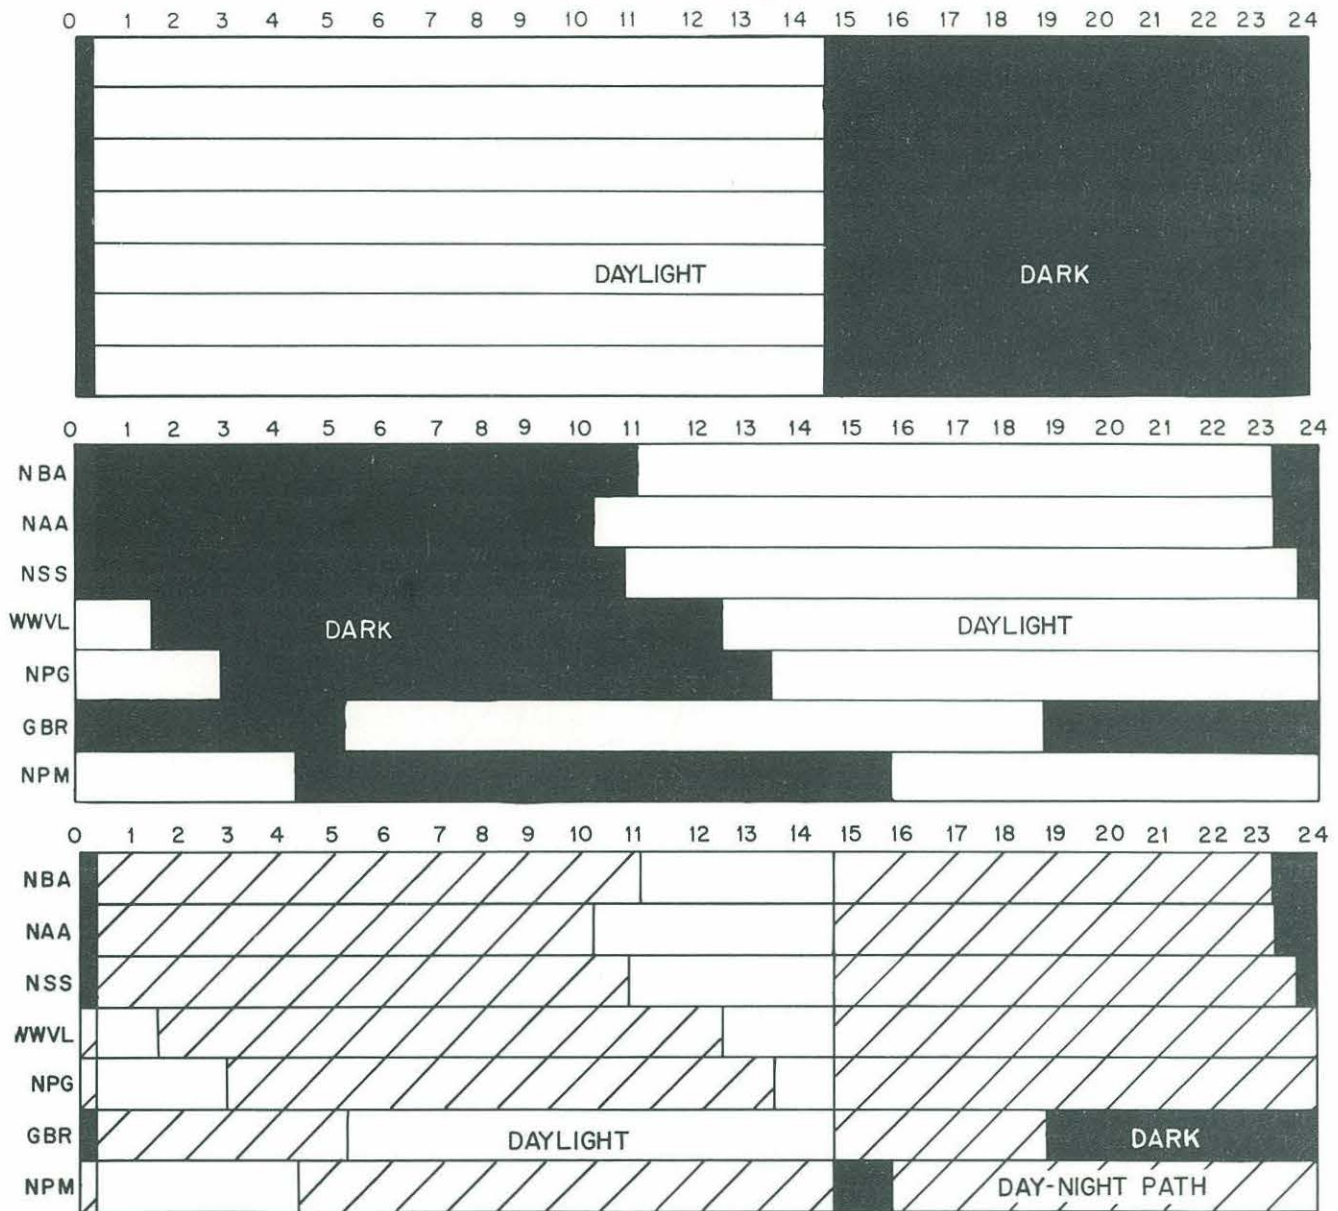 0 1 2 3 4 5 6 7 8 9 10 11 12 13 14 15 16 17 18 19 20 21 22 23 24
DAYLIGHT DARK
0 1 2 3 4 5 6 7 8 9 10 11 12 13 14 15 16 17 18 19 20 21 22 23 24
NBA
NAA
NSS
WWVL DARK DAYLIGHT
NPG
GBR
NPM
0 1 2 3 4 5 6 7 8 9 10 11 12 13 14 15 16 17 18 19 20 21 22 23 24
NBA
NAA
NSS
WWVL
NPG
GBR DAYLIGHT DARK
NPM DAY-NIGHT PATH